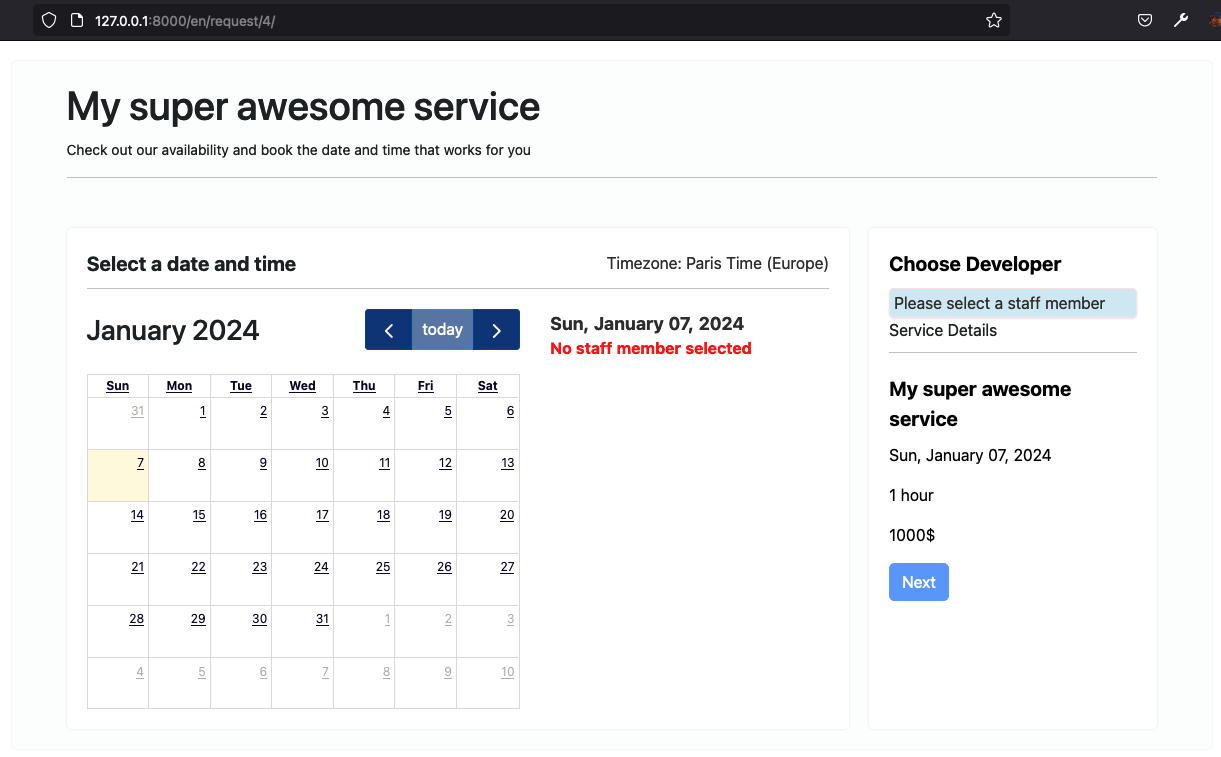 127.0.0.1:8000/en/request/4/
My super awesome service
Check out our availability and book the date and time that works for you
Select a date and time
Timezone: Paris Time (Europe)
January 2024
today
Sun Mon Tue Wed Thu Fri Sat
31 1 2 3 4 5 6
7 8 9 10 11 12 13
14 15 16 17 18 19 20
21 22 23 24 25 26 27
28 29 30 31 1 2 3
4 5 6 7 8 9 10
Sun, January 07, 2024
No staff member selected
Choose Developer
Please select a staff member
Service Details
My super awesome
service
Sun, January 07, 2024
1 hour
1000$
Next